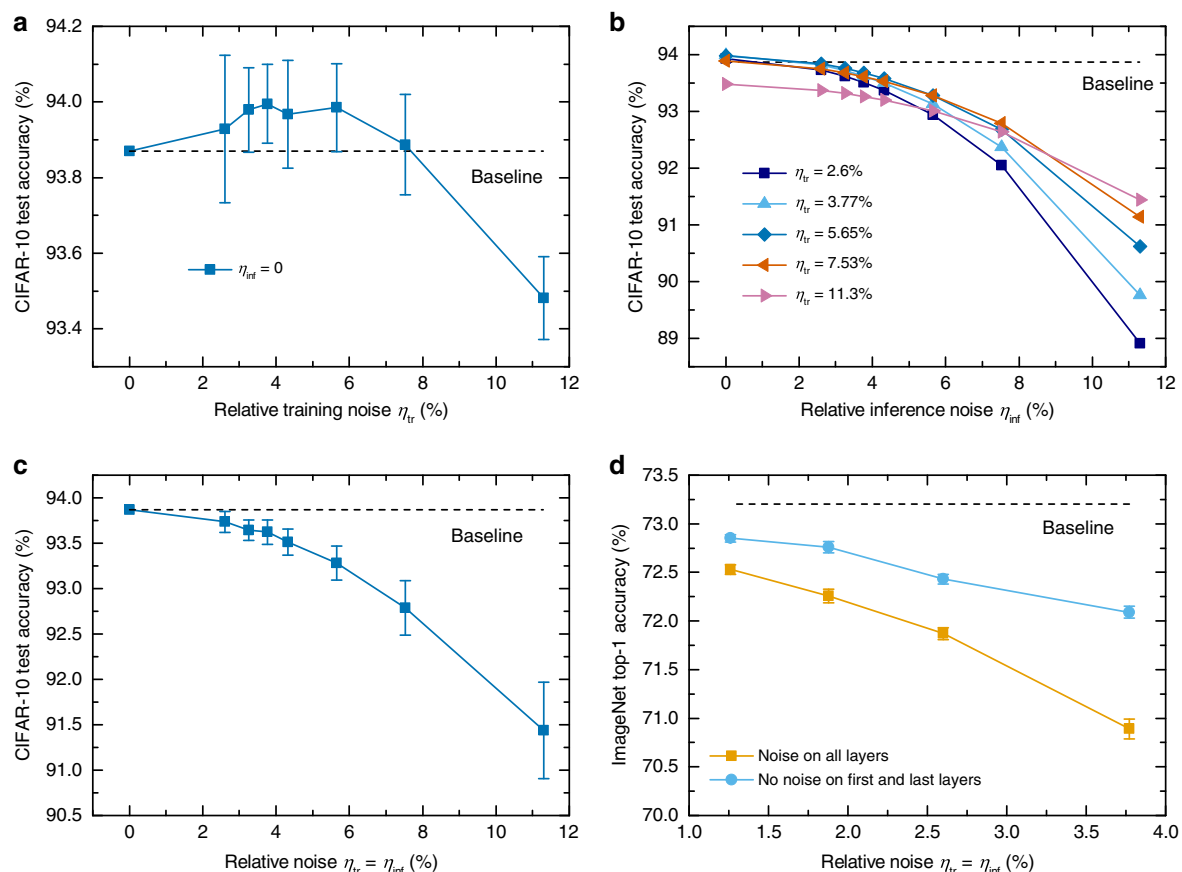 a
94.2
94.0
93.8
93.6
93.4
CIFAR-10 test accuracy (%)
Baseline
η_inf = 0
0 2 4 6 8 10 12
Relative training noise η_tr (%)
b
94
93
92
91
90
89
CIFAR-10 test accuracy (%)
Baseline
η_tr = 2.6%
η_tr = 3.77%
η_tr = 5.65%
η_tr = 7.53%
η_tr = 11.3%
0 2 4 6 8 10 12
Relative inference noise η_inf (%)
c
94.0
93.5
93.0
92.5
92.0
91.5
91.0
90.5
CIFAR-10 test accuracy (%)
Baseline
0 2 4 6 8 10 12
Relative noise η_tr = η_inf (%)
d
73.5
73.0
72.5
72.0
71.5
71.0
70.5
70.0
ImageNet top-1 accuracy (%)
Baseline
Noise on all layers
No noise on first and last layers
1.0 1.5 2.0 2.5 3.0 3.5 4.0
Relative noise η_tr = η_inf (%)